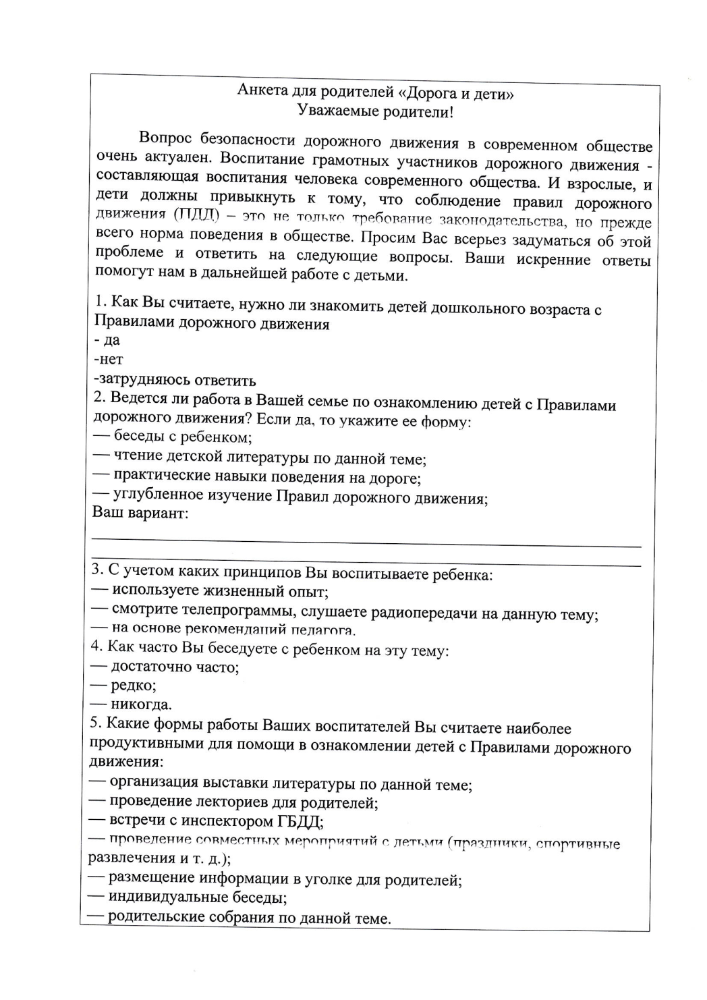 Анкета для родителей «Дорога и дети»
Уважаемые родители!
Вопрос безопасности дорожного движения в современном обществе
очень актуален. Воспитание грамотных участников дорожного движения -
составляющая воспитания человека современного общества. И взрослые, и
дети должны привыкнуть к тому, что соблюдение правил дорожного
движения (ПДД) – это не только требование законодательства, но прежде
всего норма поведения в обществе. Просим Вас всерьез задуматься об этой
проблеме и ответить на следующие вопросы. Ваши искренние ответы
помогут нам в дальнейшей работе с детьми.
1. Как Вы считаете, нужно ли знакомить детей дошкольного возраста с
Правилами дорожного движения
- да
-нет
-затрудняюсь ответить
2. Ведется ли работа в Вашей семье по ознакомлению детей с Правилами
дорожного движения? Если да, то укажите ее форму:
— беседы с ребенком;
— чтение детской литературы по данной теме;
— практические навыки поведения на дороге;
— углубленное изучение Правил дорожного движения;
Ваш вариант:
3. С учетом каких принципов Вы воспитываете ребенка:
— используете жизненный опыт;
— смотрите телепрограммы, слушаете радиопередачи на данную тему;
— на основе рекомендаций педагога.
4. Как часто Вы беседуете с ребенком на эту тему:
— достаточно часто;
— редко;
— никогда.
5. Какие формы работы Ваших воспитателей Вы считаете наиболее
продуктивными для помощи в ознакомлении детей с Правилами дорожного
движения:
— организация выставки литературы по данной теме;
— проведение лекториев для родителей;
— встречи с инспектором ГБДД;
— проведение совместных мероприятий с детьми (праздники, спортивные
развлечения и т. д.);
— размещение информации в уголке для родителей;
— индивидуальные беседы;
— родительские собрания по данной теме.